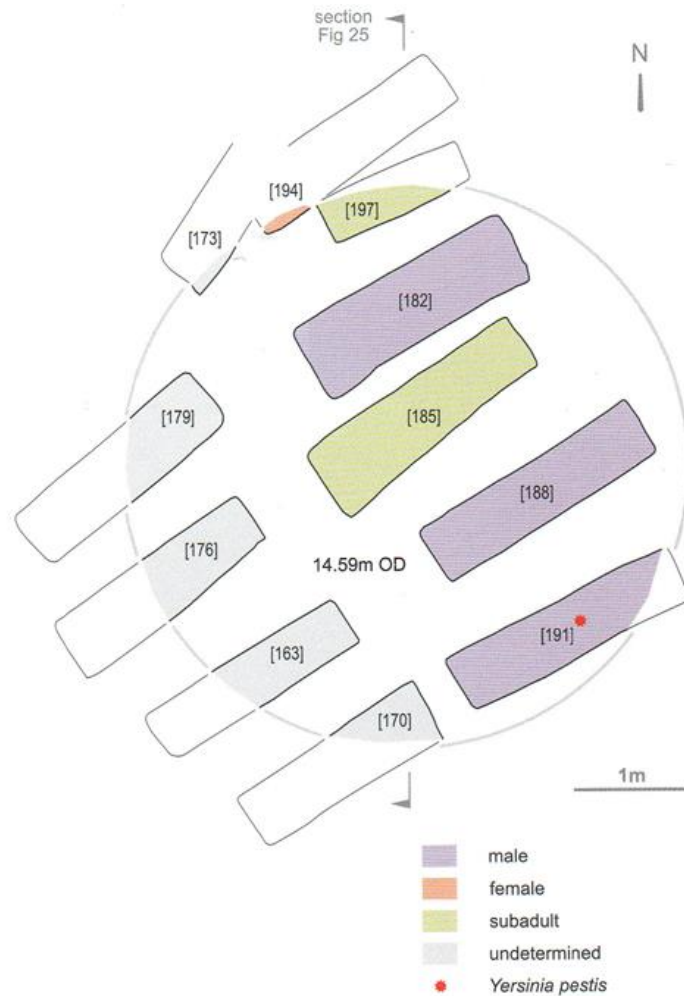 section
Fig 25
N
[194]
[197]
[173]
[182]
[179]
[185]
[188]
[176]
14.59m OD
[191]
[163]
[170]
1m
male
female
subadult
undetermined
Yersinia pestis